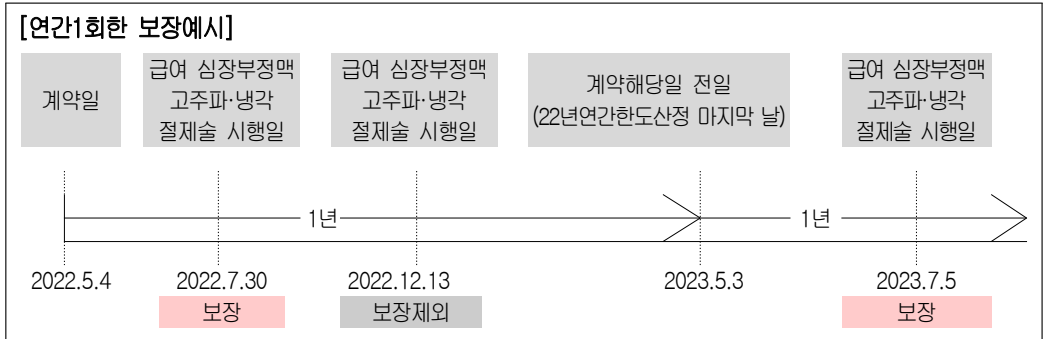 [연간1회한 보장예시]
계약일
급여 심장부정맥
고주파·냉각
절제술 시행일
급여 심장부정맥
고주파·냉각
절제술 시행일
계약해당일 전일
(22년연간한도산정 마지막 날)
급여 심장부정맥
고주파·냉각
절제술 시행일
1년
1년
2022.5.4
2022.7.30
2022.12.13
2023.5.3
2023.7.5
보장
보장제외
보장